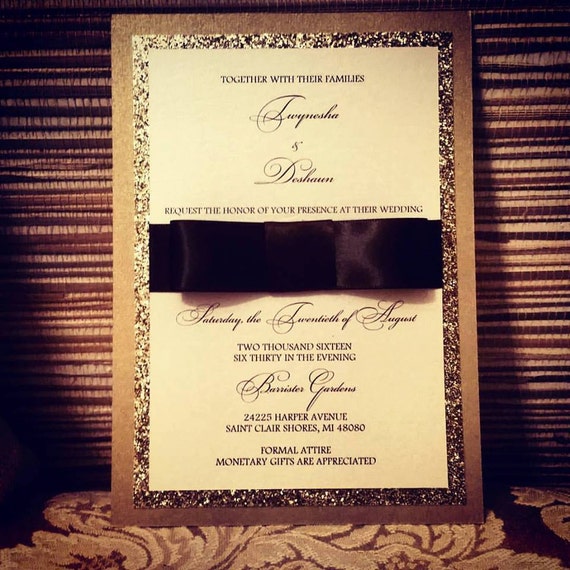 TOGETHER WITH THEIR FAMILIES
Twynesha
&
Deshaun
REQUEST THE HONOR OF YOUR PRESENCE AT THEIR WEDDING
Saturday, the Twentieth of August
TWO THOUSAND SIXTEEN
SIX THIRTY IN THE EVENING
Barrister Gardens
24225 HARPER AVENUE
SAINT CLAIR SHORES, MI 48080
FORMAL ATTIRE
MONETARY GIFTS ARE APPRECIATED